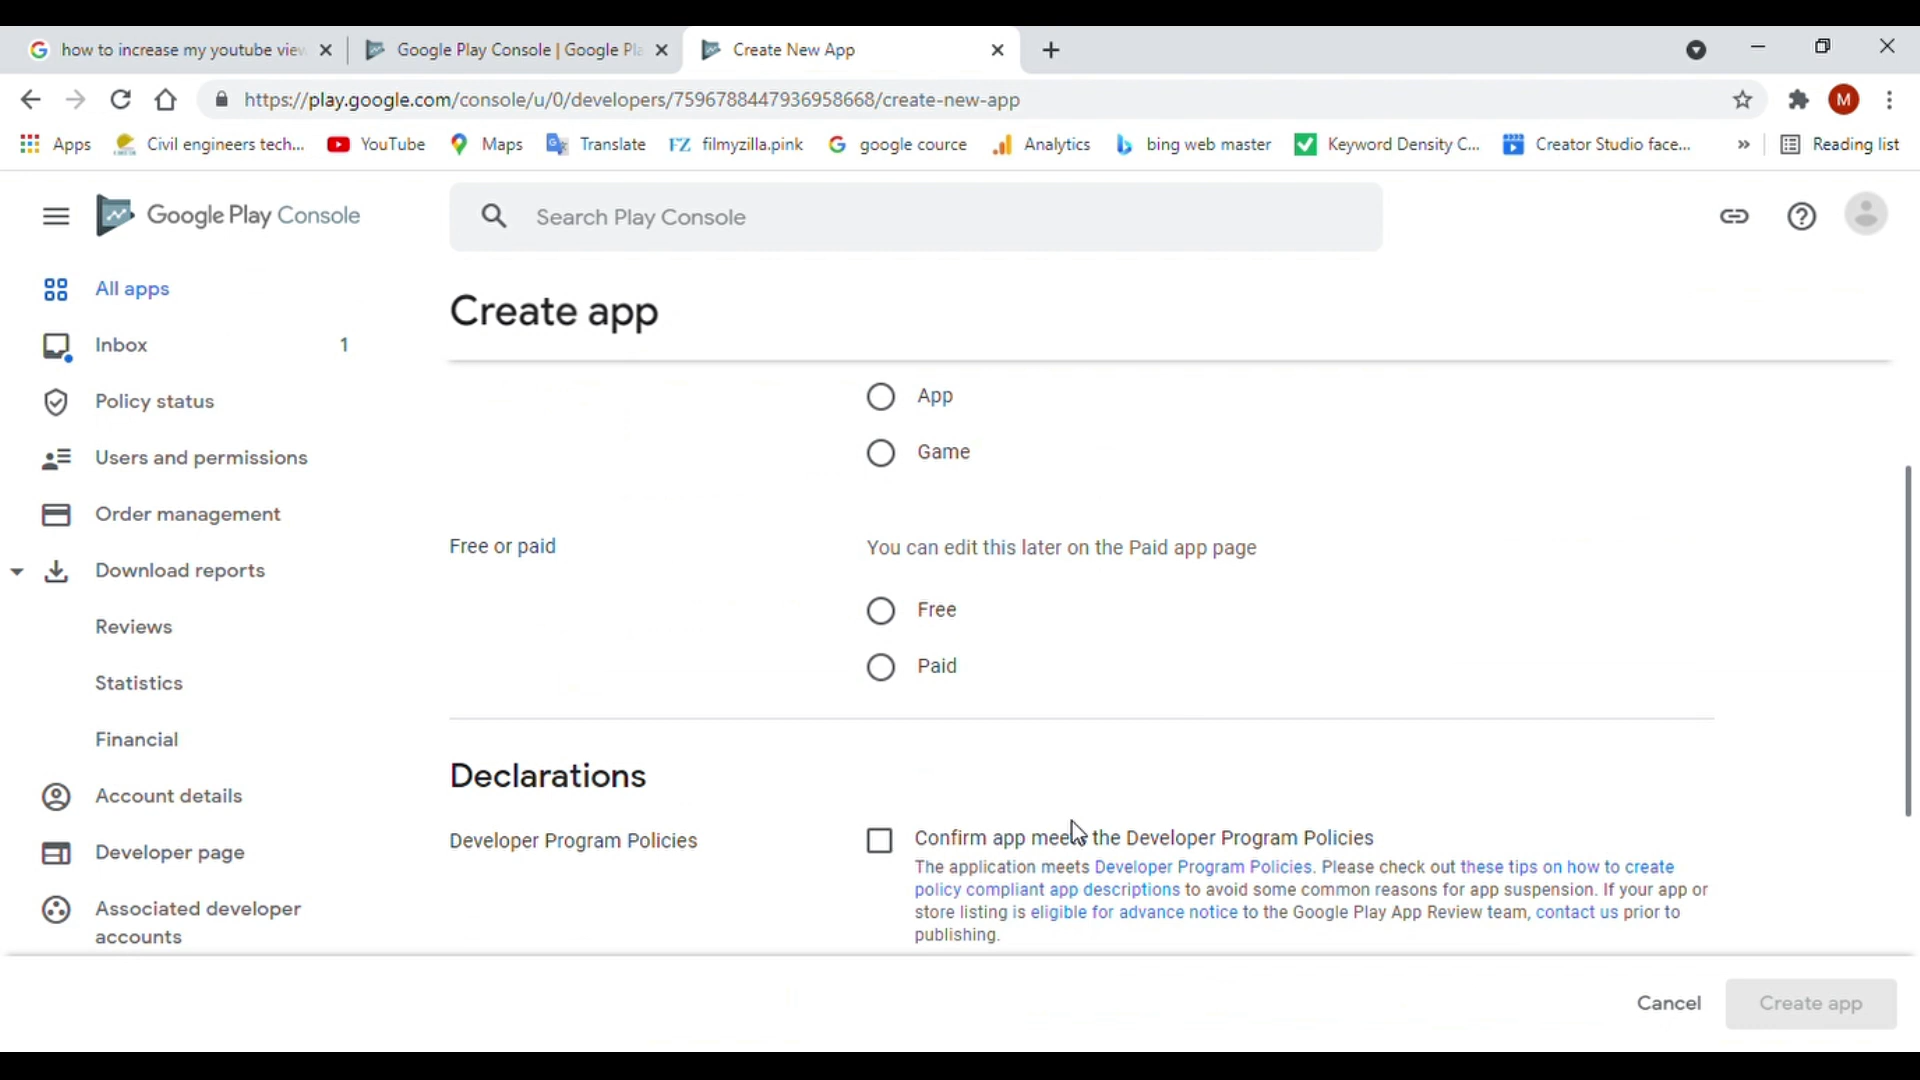 how to increase my youtube view
Google Play Console | Google Pla
Create New App
https://play.google.com/console/u/0/developers/7596788447936958668/create-new-app
M
Apps
Civil engineers tech...
YouTube
Maps
Translate
FZ filmyzilla.pink
google cource
Analytics
bing web master
Keyword Density C...
Creator Studio face...
»
Reading list
Google Play Console
Search Play Console
All apps
Inbox 1
Policy status
Users and permissions
Order management
Download reports
Reviews
Statistics
Financial
Account details
Developer page
Associated developer
accounts
Create app
App
Game
Free or paid
You can edit this later on the Paid app page
Free
Paid
Declarations
Developer Program Policies
Confirm app meets the Developer Program Policies
The application meets Developer Program Policies. Please check out these tips on how to create
policy compliant app descriptions to avoid some common reasons for app suspension. If your app or
store listing is eligible for advance notice to the Google Play App Review team, contact us prior to
publishing.
Cancel
Create app